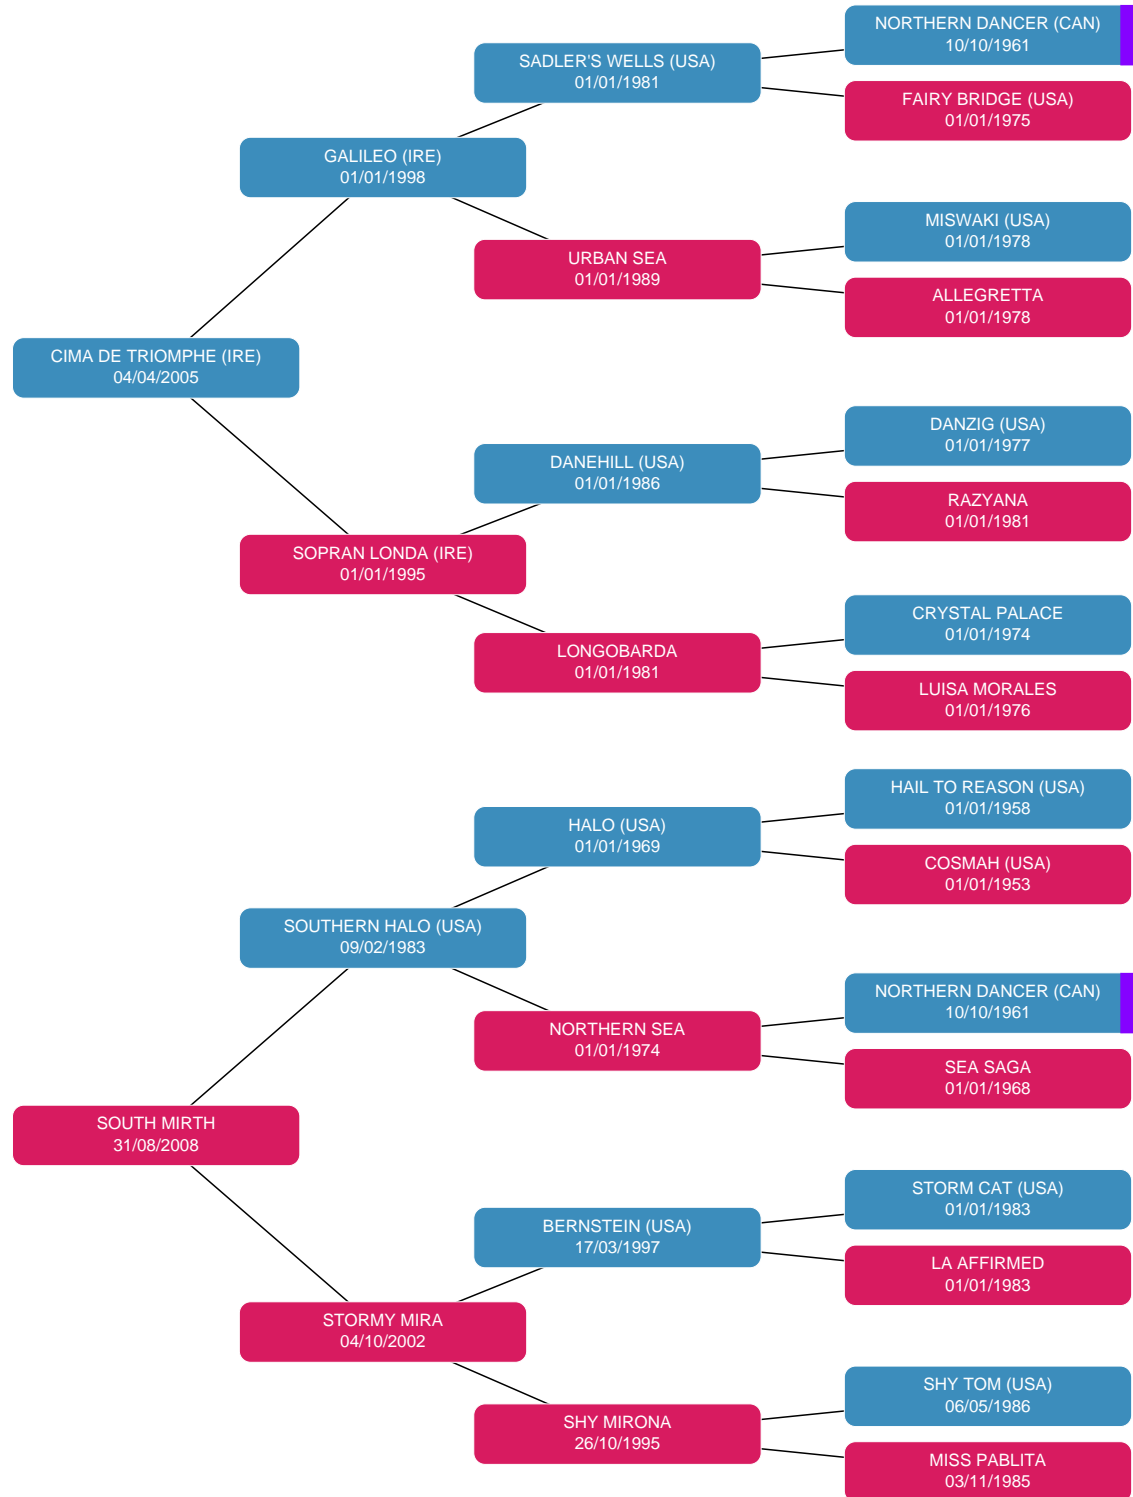 NORTHERN DANCER (CAN)
10/10/1961
SADLER'S WELLS (USA)
01/01/1981
FAIRY BRIDGE (USA)
01/01/1975
GALILEO (IRE)
01/01/1998
MISWAKI (USA)
01/01/1978
URBAN SEA
01/01/1989
ALLEGRETTA
01/01/1978
CIMA DE TRIOMPHE (IRE)
04/04/2005
DANZIG (USA)
01/01/1977
DANEHILL (USA)
01/01/1986
RAZYANA
01/01/1981
SOPRAN LONDA (IRE)
01/01/1995
CRYSTAL PALACE
01/01/1974
LONGOBARDA
01/01/1981
LUISA MORALES
01/01/1976
HAIL TO REASON (USA)
01/01/1958
HALO (USA)
01/01/1969
COSMAH (USA)
01/01/1953
SOUTHERN HALO (USA)
09/02/1983
NORTHERN DANCER (CAN)
10/10/1961
NORTHERN SEA
01/01/1974
SEA SAGA
01/01/1968
SOUTH MIRTH
31/08/2008
STORM CAT (USA)
01/01/1983
BERNSTEIN (USA)
17/03/1997
LA AFFIRMED
01/01/1983
STORMY MIRA
04/10/2002
SHY TOM (USA)
06/05/1986
SHY MIRONA
26/10/1995
MISS PABLITA
03/11/1985